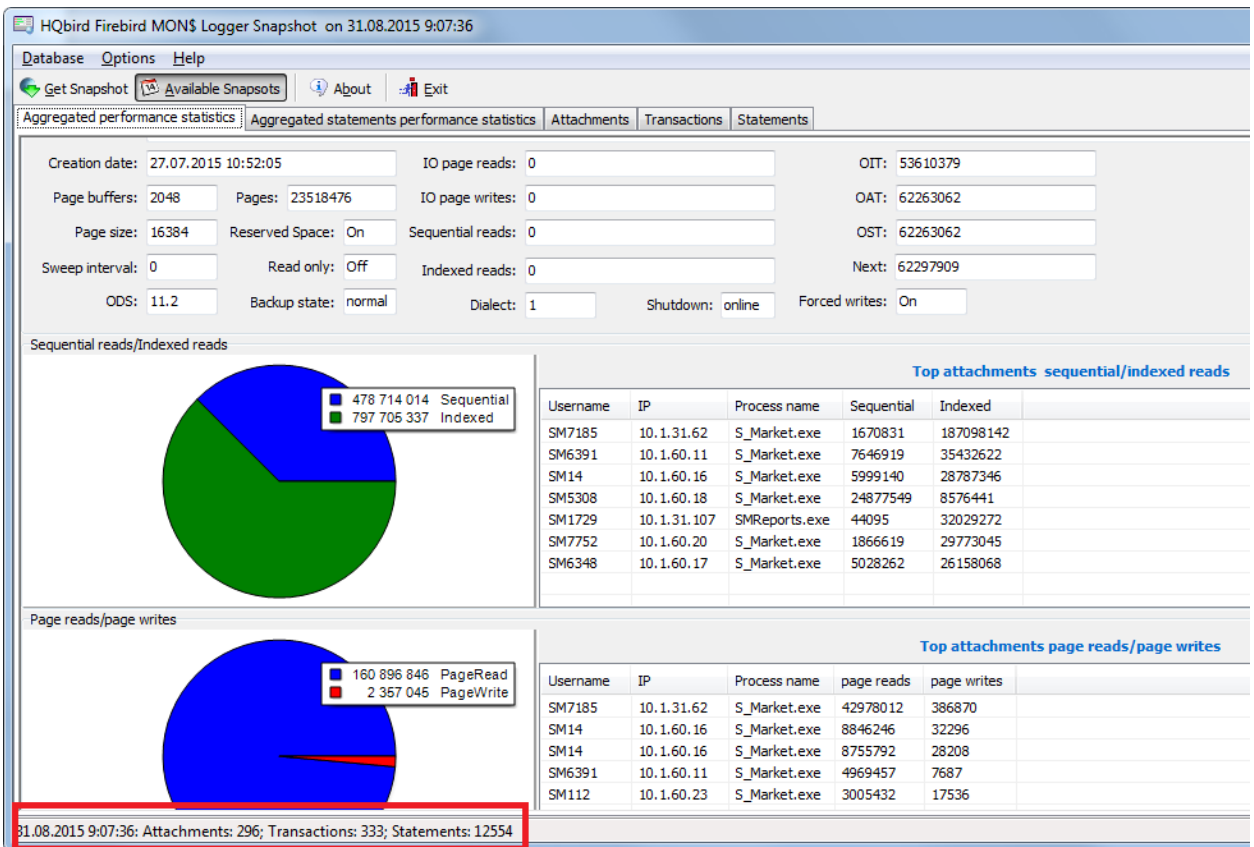 HQbird Firebird MON$ Logger Snapshot on 31.08.2015 9:07:36
Database Options Help
Get Snapshot Available Snapsots About Exit
Aggregated performance statistics Aggregated statements performance statistics Attachments Transactions Statements
Creation date: 27.07.2015 10:52:05 IO page reads: 0 OIT: 53610379
Page buffers: 2048 Pages: 23518476 IO page writes: 0 OAT: 62263062
Page size: 16384 Reserved Space: On Sequential reads: 0 OST: 62263062
Sweep interval: 0 Read only: Off Indexed reads: 0 Next: 62297909
ODS: 11.2 Backup state: normal Dialect: 1 Shutdown: online Forced writes: On
Sequential reads/Indexed reads
478 714 014 Sequential
797 705 337 Indexed
Top attachments sequential/indexed reads
Username IP Process name Sequential Indexed
SM7185 10.1.31.62 S_Market.exe 1670831 187098142
SM6391 10.1.60.11 S_Market.exe 7646919 35432622
SM14 10.1.60.16 S_Market.exe 5999140 28787346
SM5308 10.1.60.18 S_Market.exe 24877549 8576441
SM1729 10.1.31.107 SMReports.exe 44095 32029272
SM7752 10.1.60.20 S_Market.exe 1866619 29773045
SM6348 10.1.60.17 S_Market.exe 5028262 26158068
Page reads/page writes
160 896 846 PageRead
2 357 045 PageWrite
Top attachments page reads/page writes
Username IP Process name page reads page writes
SM7185 10.1.31.62 S_Market.exe 42978012 386870
SM14 10.1.60.16 S_Market.exe 8846246 32296
SM14 10.1.60.16 S_Market.exe 8755792 28208
SM6391 10.1.60.11 S_Market.exe 4969457 7687
SM112 10.1.60.23 S_Market.exe 3005432 17536
31.08.2015 9:07:36: Attachments: 296; Transactions: 333; Statements: 12554